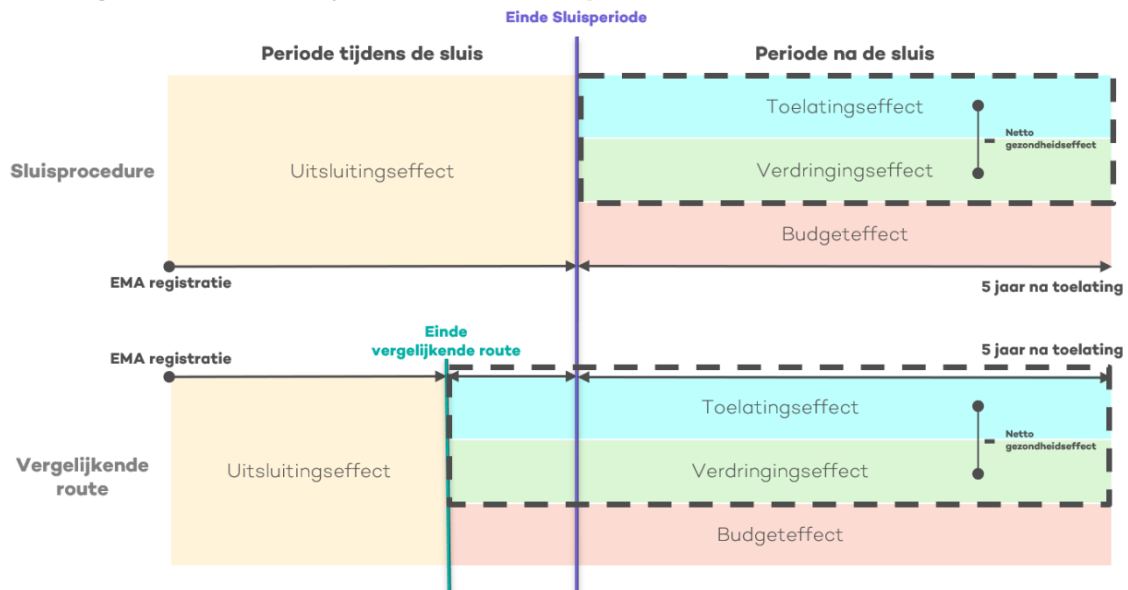 Einde Sluisperiode
Periode tijdens de sluis
Periode na de sluis
Sluisprocedure
Uitsluitingseffect
Toelatingseffect
Netto
gezondheidseffect
Verdringingseffect
Budgeteffect
EMA registratie
5 jaar na toelating
Einde
vergelijkende route
EMA registratie
5 jaar na toelating
Vergelijkende
route
Uitsluitingseffect
Toelatingseffect
Netto
gezondheidseffect
Verdringingseffect
Budgeteffect